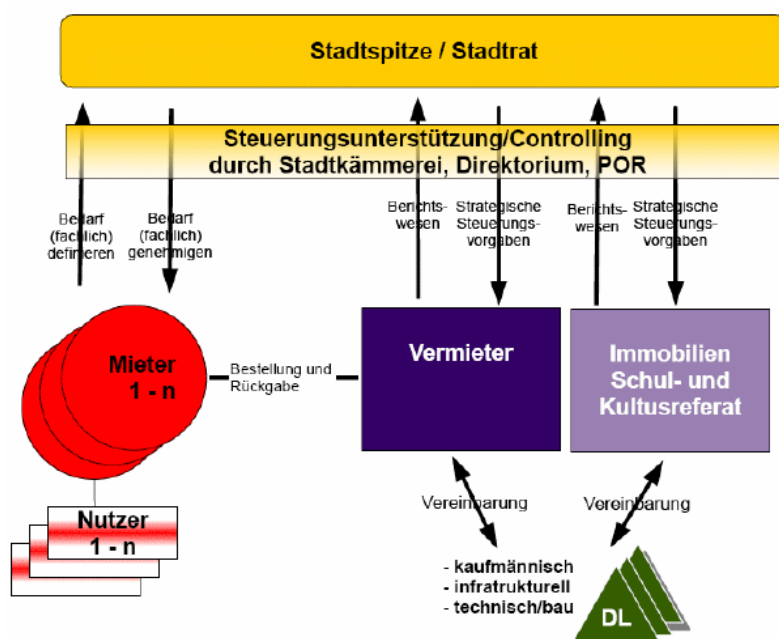 Stadtspitze / Stadtrat
Steuerungsunterstützung/Controlling
durch Stadtkämmerei, Direktorium, POR
Bedarf
(fachlich)
definieren
Bedarf
(fachlich)
genehmigen
Berichts-
wesen
Strategische
Steuerungs-
vorgaben
Berichts-
wesen
Strategische
Steuerungs-
vorgaben
Mieter
1 - n
Bestellung und
Rückgabe
Vermieter
Immobilien
Schul- und
Kultusreferat
Nutzer
1 - n
Vereinbarung
Vereinbarung
- kaufmännisch
- infratrukturell
- technisch/bau
DL